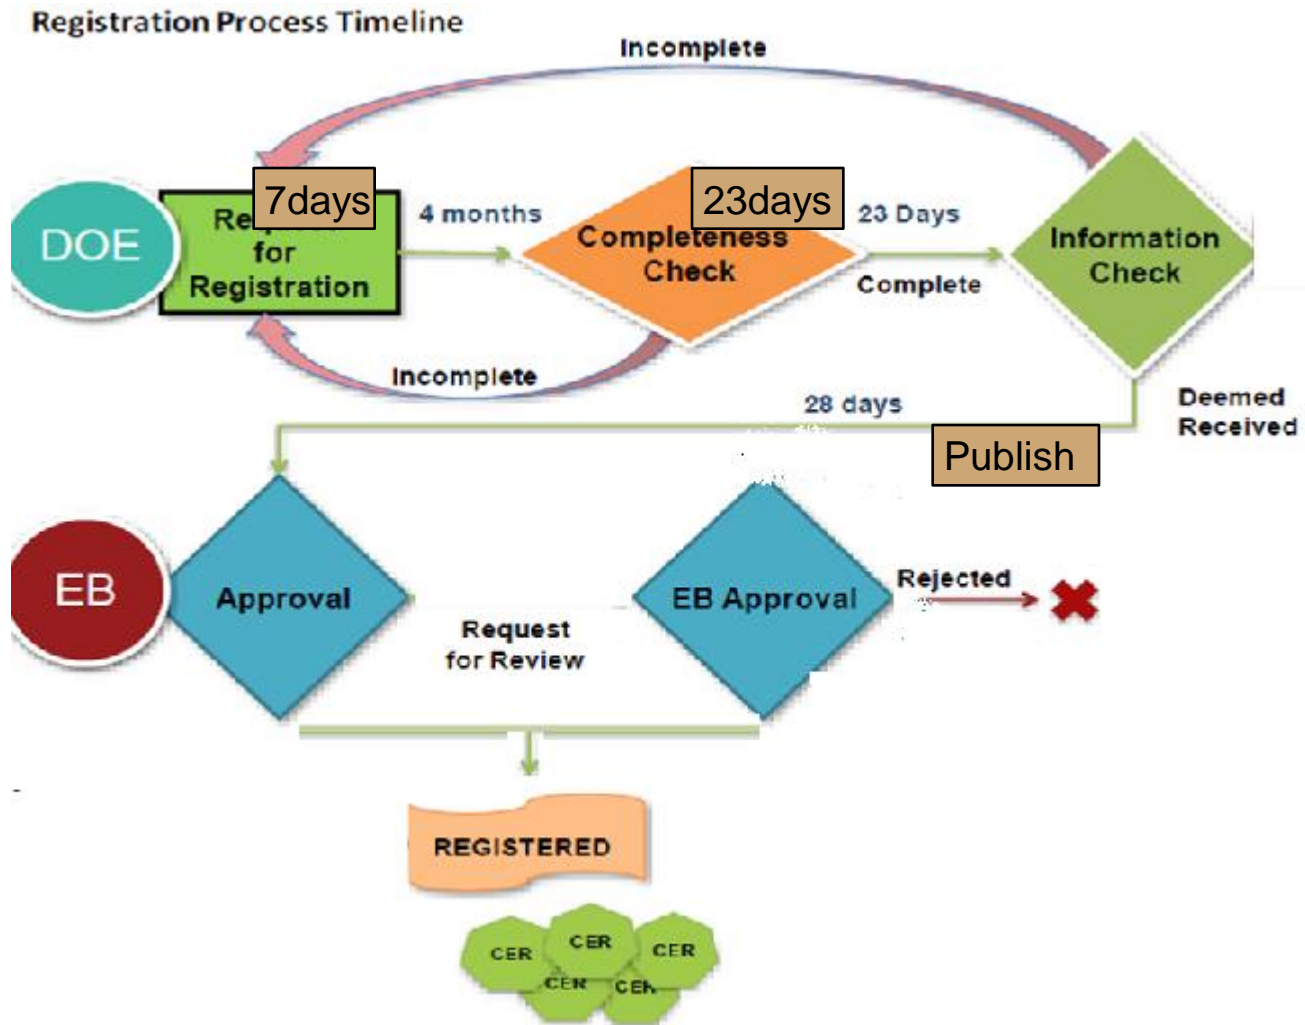 Registration Process Timeline
Incomplete
7days
4 months
23days
23 Days
DOE
for
Registration
Completeness
Check
Complete
Information
Check
Incomplete
28 days
Deemed
Received
Publish
EB
Approval
Request
for Review
EB Approval
Rejected
REGISTERED
CER
CER
CER
CER
CER